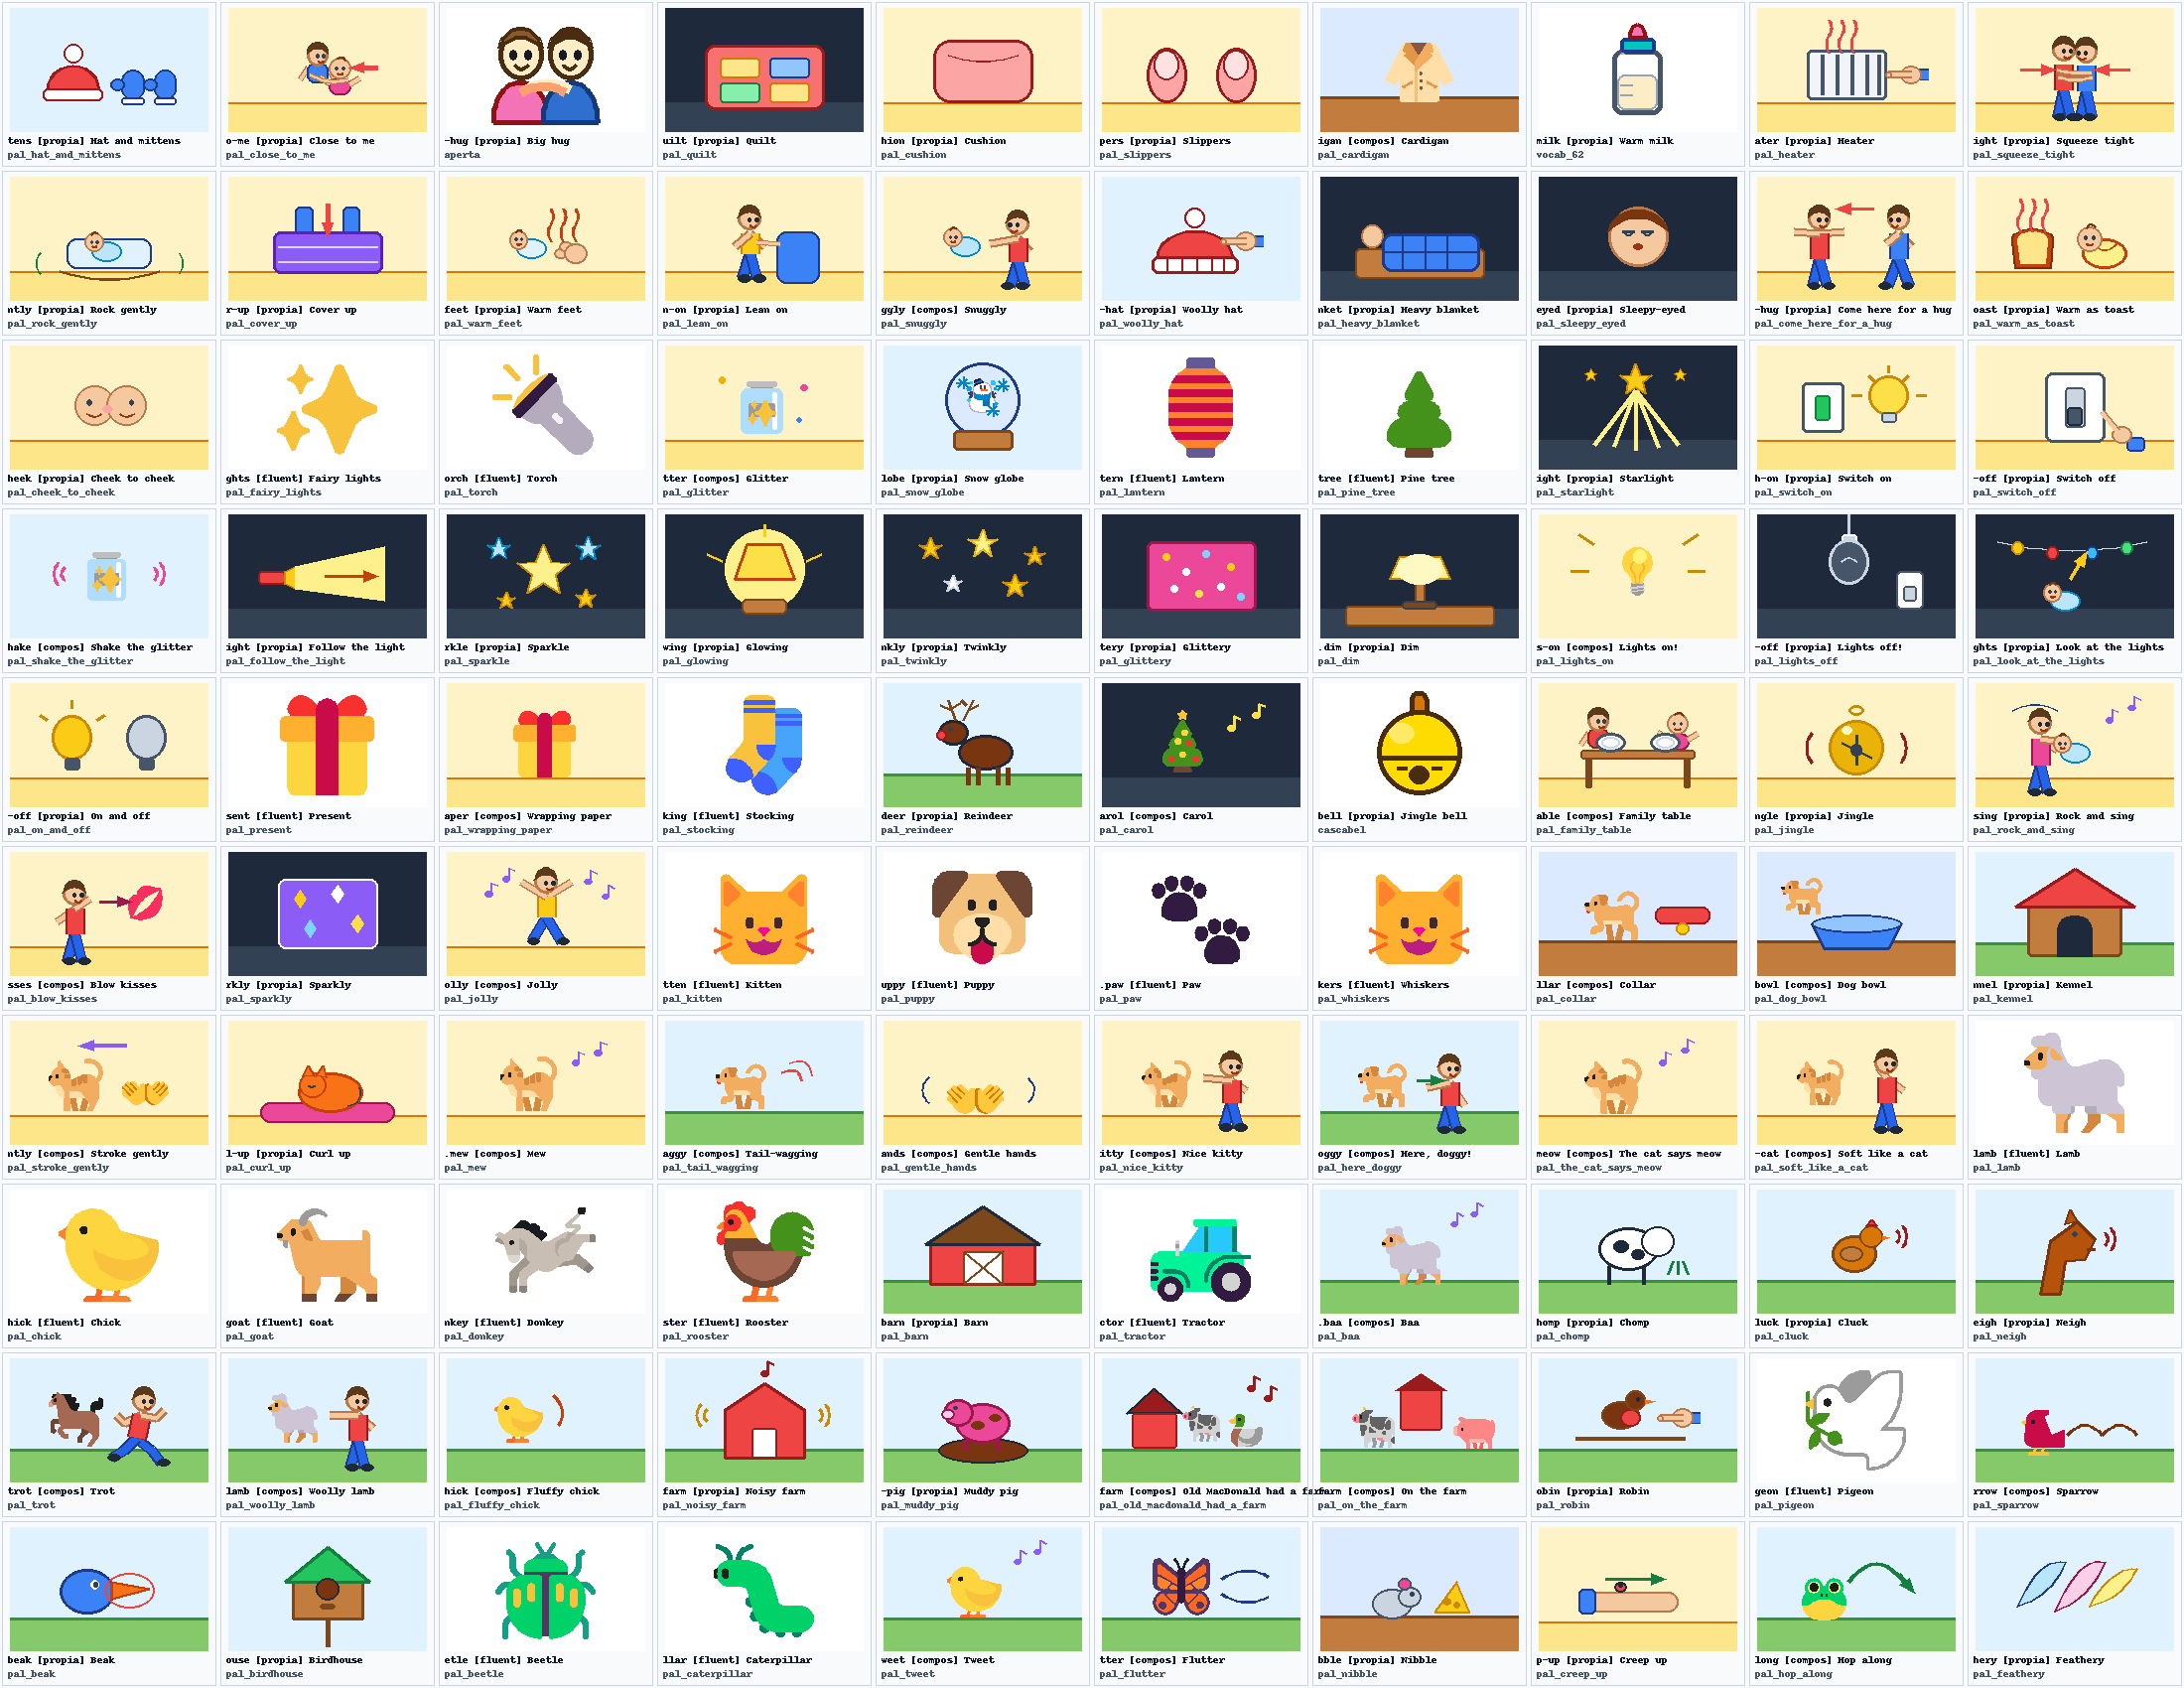 tens [propia] Hat and mittens
pal_hat_and_mittens
o-me [propia] Close to me
pal_close_to_me
-hug [propia] Big hug
aperta
uilt [propia] Quilt
pal_quilt
hion [propia] Cushion
pal_cushion
pers [propia] Slippers
pal_slippers
igan [compos] Cardigan
pal_cardigan
milk [propia] Warm milk
vocab_62
ater [propia] Heater
pal_heater
ight [propia] Squeeze tight
pal_squeeze_tight
ntly [propia] Rock gently
pal_rock_gently
r-up [propia] Cover up
pal_cover_up
feet [propia] Warm feet
pal_warm_feet
n-on [propia] Lean on
pal_lean_on
ggly [compos] Snuggly
pal_snuggly
-hat [propia] Woolly hat
pal_woolly_hat
nket [propia] Heavy blanket
pal_heavy_blanket
eyed [propia] Sleepy-eyed
pal_sleepy_eyed
-hug [propia] Come here for a hug
pal_come_here_for_a_hug
oast [propia] Warm as toast
pal_warm_as_toast
heek [propia] Cheek to cheek
pal_cheek_to_cheek
ghts [fluent] Fairy lights
pal_fairy_lights
orch [fluent] Torch
pal_torch
tter [compos] Glitter
pal_glitter
lobe [propia] Snow globe
pal_snow_globe
tern [fluent] Lantern
pal_lantern
tree [fluent] Pine tree
pal_pine_tree
ight [propia] Starlight
pal_starlight
h-on [propia] Switch on
pal_switch_on
-off [propia] Switch off
pal_switch_off
hake [compos] Shake the glitter
pal_shake_the_glitter
ight [propia] Follow the light
pal_follow_the_light
rkle [propia] Sparkle
pal_sparkle
wing [propia] Glowing
pal_glowing
nkly [propia] Twinkly
pal_twinkly
tery [propia] Glittery
pal_glittery
.dim [propia] Dim
pal_dim
s-on [compos] Lights on!
pal_lights_on
-off [propia] Lights off!
pal_lights_off
ghts [propia] Look at the lights
pal_look_at_the_lights
-off [propia] On and off
pal_on_and_off
sent [fluent] Present
pal_present
aper [compos] Wrapping paper
pal_wrapping_paper
king [fluent] Stocking
pal_stocking
deer [propia] Reindeer
pal_reindeer
arol [compos] Carol
pal_carol
bell [propia] Jingle bell
cascabel
able [compos] Family table
pal_family_table
ngle [propia] Jingle
pal_jingle
sing [propia] Rock and sing
pal_rock_and_sing
sses [compos] Blow kisses
pal_blow_kisses
rkly [propia] Sparkly
pal_sparkly
olly [compos] Jolly
pal_jolly
tten [fluent] Kitten
pal_kitten
uppy [fluent] Puppy
pal_puppy
.paw [fluent] Paw
pal_paw
kers [fluent] Whiskers
pal_whiskers
llar [compos] Collar
pal_collar
bowl [compos] Dog bowl
pal_dog_bowl
nnel [propia] Kennel
pal_kennel
ntly [compos] Stroke gently
pal_stroke_gently
l-up [propia] Curl up
pal_curl_up
.mew [compos] Mew
pal_mew
aggy [compos] Tail-wagging
pal_tail_wagging
ands [compos] Gentle hands
pal_gentle_hands
itty [compos] Nice kitty
pal_nice_kitty
oggy [compos] Here, doggy!
pal_here_doggy
meow [compos] The cat says meow
pal_the_cat_says_meow
-cat [compos] Soft like a cat
pal_soft_like_a_cat
lamb [fluent] Lamb
pal_lamb
hick [fluent] Chick
pal_chick
goat [fluent] Goat
pal_goat
nkey [fluent] Donkey
pal_donkey
ster [fluent] Rooster
pal_rooster
barn [propia] Barn
pal_barn
ctor [fluent] Tractor
pal_tractor
.baa [compos] Baa
pal_baa
homp [propia] Chomp
pal_chomp
luck [propia] Cluck
pal_cluck
eigh [propia] Neigh
pal_neigh
trot [compos] Trot
pal_trot
lamb [compos] Woolly lamb
pal_woolly_lamb
hick [compos] Fluffy chick
pal_fluffy_chick
farm [propia] Noisy farm
pal_noisy_farm
-pig [propia] Muddy pig
pal_muddy_pig
farm [compos] Old MacDonald had a farm
pal_old_macdonald_had_a_farm
farm [compos] On the farm
pal_on_the_farm
obin [propia] Robin
pal_robin
geon [fluent] Pigeon
pal_pigeon
rrow [compos] Sparrow
pal_sparrow
beak [propia] Beak
pal_beak
ouse [propia] Birdhouse
pal_birdhouse
etle [fluent] Beetle
pal_beetle
llar [fluent] Caterpillar
pal_caterpillar
weet [compos] Tweet
pal_tweet
tter [compos] Flutter
pal_flutter
bble [propia] Nibble
pal_nibble
p-up [propia] Creep up
pal_creep_up
long [compos] Hop along
pal_hop_along
hery [propia] Feathery
pal_feathery